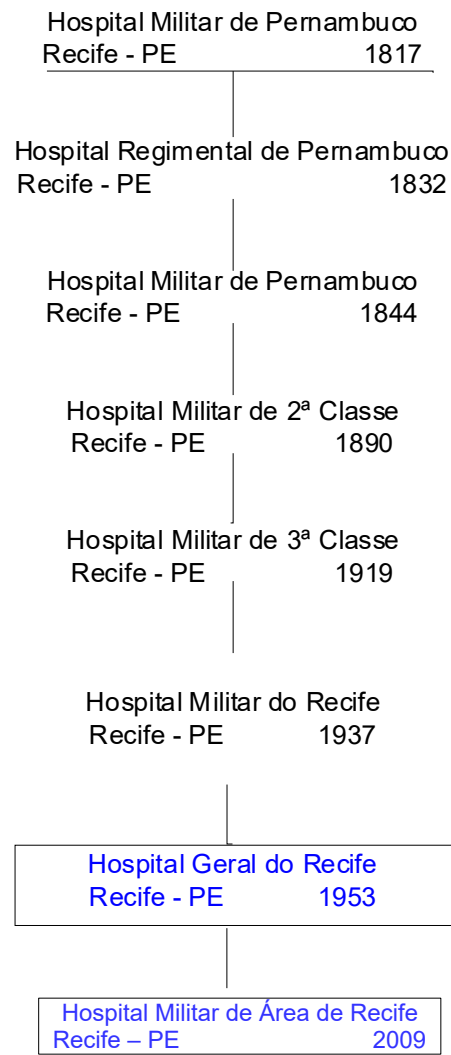 Hospital Militar de Pernambuco
Recife - PE 1817
Hospital Regimental de Pernambuco
Recife - PE 1832
Hospital Militar de Pernambuco
Recife - PE 1844
Hospital Militar de 2ª Classe
Recife - PE 1890
Hospital Militar de 3ª Classe
Recife - PE 1919
Hospital Militar do Recife
Recife - PE 1937
Hospital Geral do Recife
Recife - PE 1953
Hospital Militar de Área de Recife
Recife – PE 2009